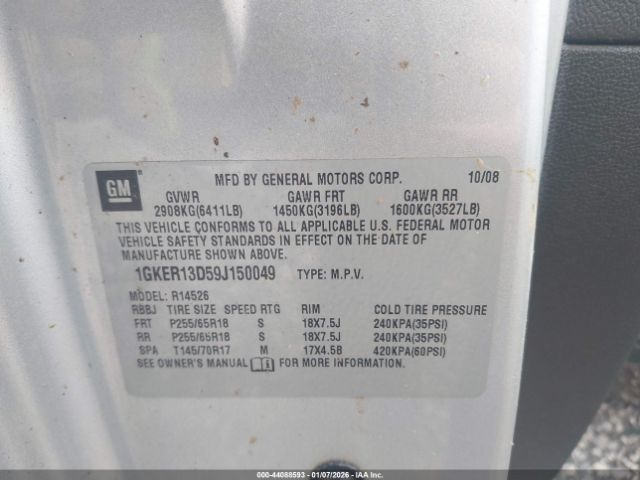 GM
MFD BY GENERAL MOTORS CORP. 10/08
GVWR GAWR FRT GAWR RR
2908KG(6411LB) 1450KG(3196LB) 1600KG(3527LB)
THIS VEHICLE CONFORMS TO ALL APPLICABLE U.S. FEDERAL MOTOR
VEHICLE SAFETY STANDARDS IN EFFECT ON THE DATE OF
MANUFACTURE SHOWN ABOVE.
1GKER13D59J150049 TYPE: M.P.V.
MODEL: R14526
RBBJ TIRE SIZE SPEED RTG RIM COLD TIRE PRESSURE
FRT P255/65R18 S 18X7.5J 240KPA(35PSI)
RR P255/65R18 S 18X7.5J 240KPA(35PSI)
SPA T145/70R17 M 17X4.5B 420KPA(60PSI)
SEE OWNER'S MANUAL FOR MORE INFORMATION.
000-44088593 - 01/07/2026 - IAA Inc.